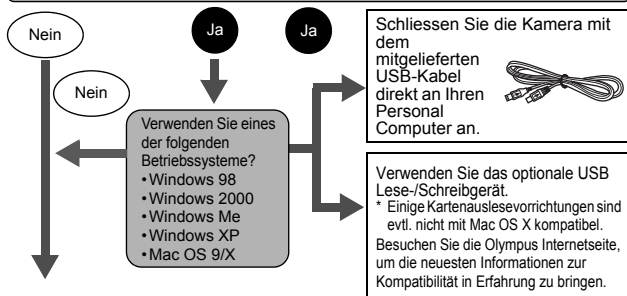 Nein
Ja
Ja
Nein
Verwenden Sie eines
der folgenden
Betriebssysteme?
•Windows 98
•Windows 2000
•Windows Me
•Windows XP
•Mac OS 9/X
Schliessen Sie die Kamera mit
dem
mitgelieferten
USB-Kabel
direkt an Ihren
Personal
Computer an.
Verwenden Sie das optionale USB
Lese-/Schreibgerät.
* Einige Kartenauslesevorrichtungen sind
evtl. nicht mit Mac OS X kompatibel.
Besuchen Sie die Olympus Internetseite,
um die neuesten Informationen zur
Kompatibilität in Erfahrung zu bringen.